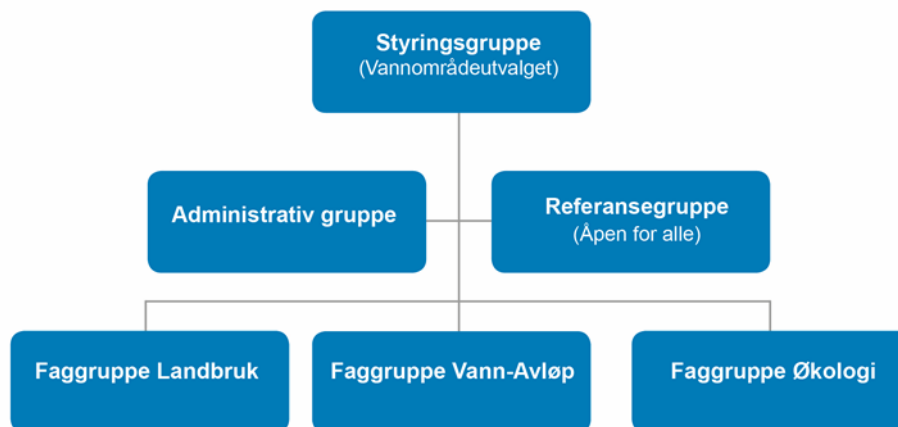 Styringsgruppe
(Vannområdeutvalget)
Administrativ gruppe
Referansegruppe
(Åpen for alle)
Faggruppe Landbruk
Faggruppe Vann-Avløp
Faggruppe Økologi